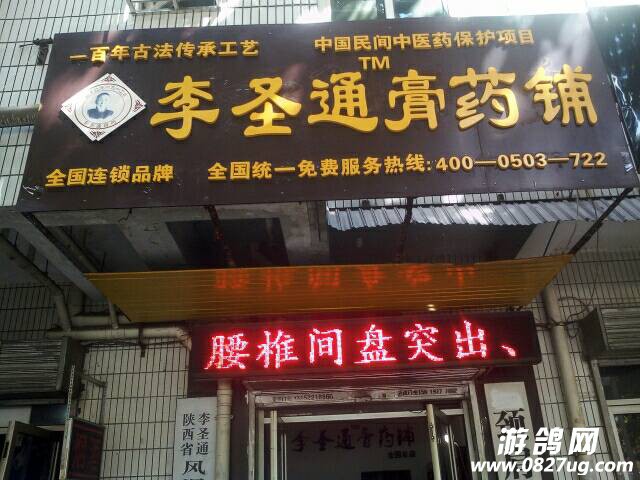 一百年古法传承工艺
中国民间中医药保护项目
李圣通膏药铺
TM
全国连锁品牌
全国统一免费服务热线:400—0503—722
腰椎间盘突出、
李圣通膏药铺
李圣通
陕西省风
游鸽网
www.0827ug.com